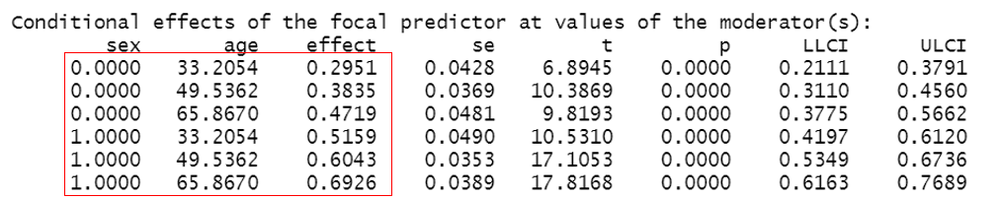 Conditional effects of the focal predictor at values of the moderator(s):
sex age effect se t p LLCI ULCI
0.0000 33.2054 0.2951 0.0428 6.8945 0.0000 0.2111 0.3791
0.0000 49.5362 0.3835 0.0369 10.3869 0.0000 0.3110 0.4560
0.0000 65.8670 0.4719 0.0481 9.8193 0.0000 0.3775 0.5662
1.0000 33.2054 0.5159 0.0490 10.5310 0.0000 0.4197 0.6120
1.0000 49.5362 0.6043 0.0353 17.1053 0.0000 0.5349 0.6736
1.0000 65.8670 0.6926 0.0389 17.8168 0.0000 0.6163 0.7689